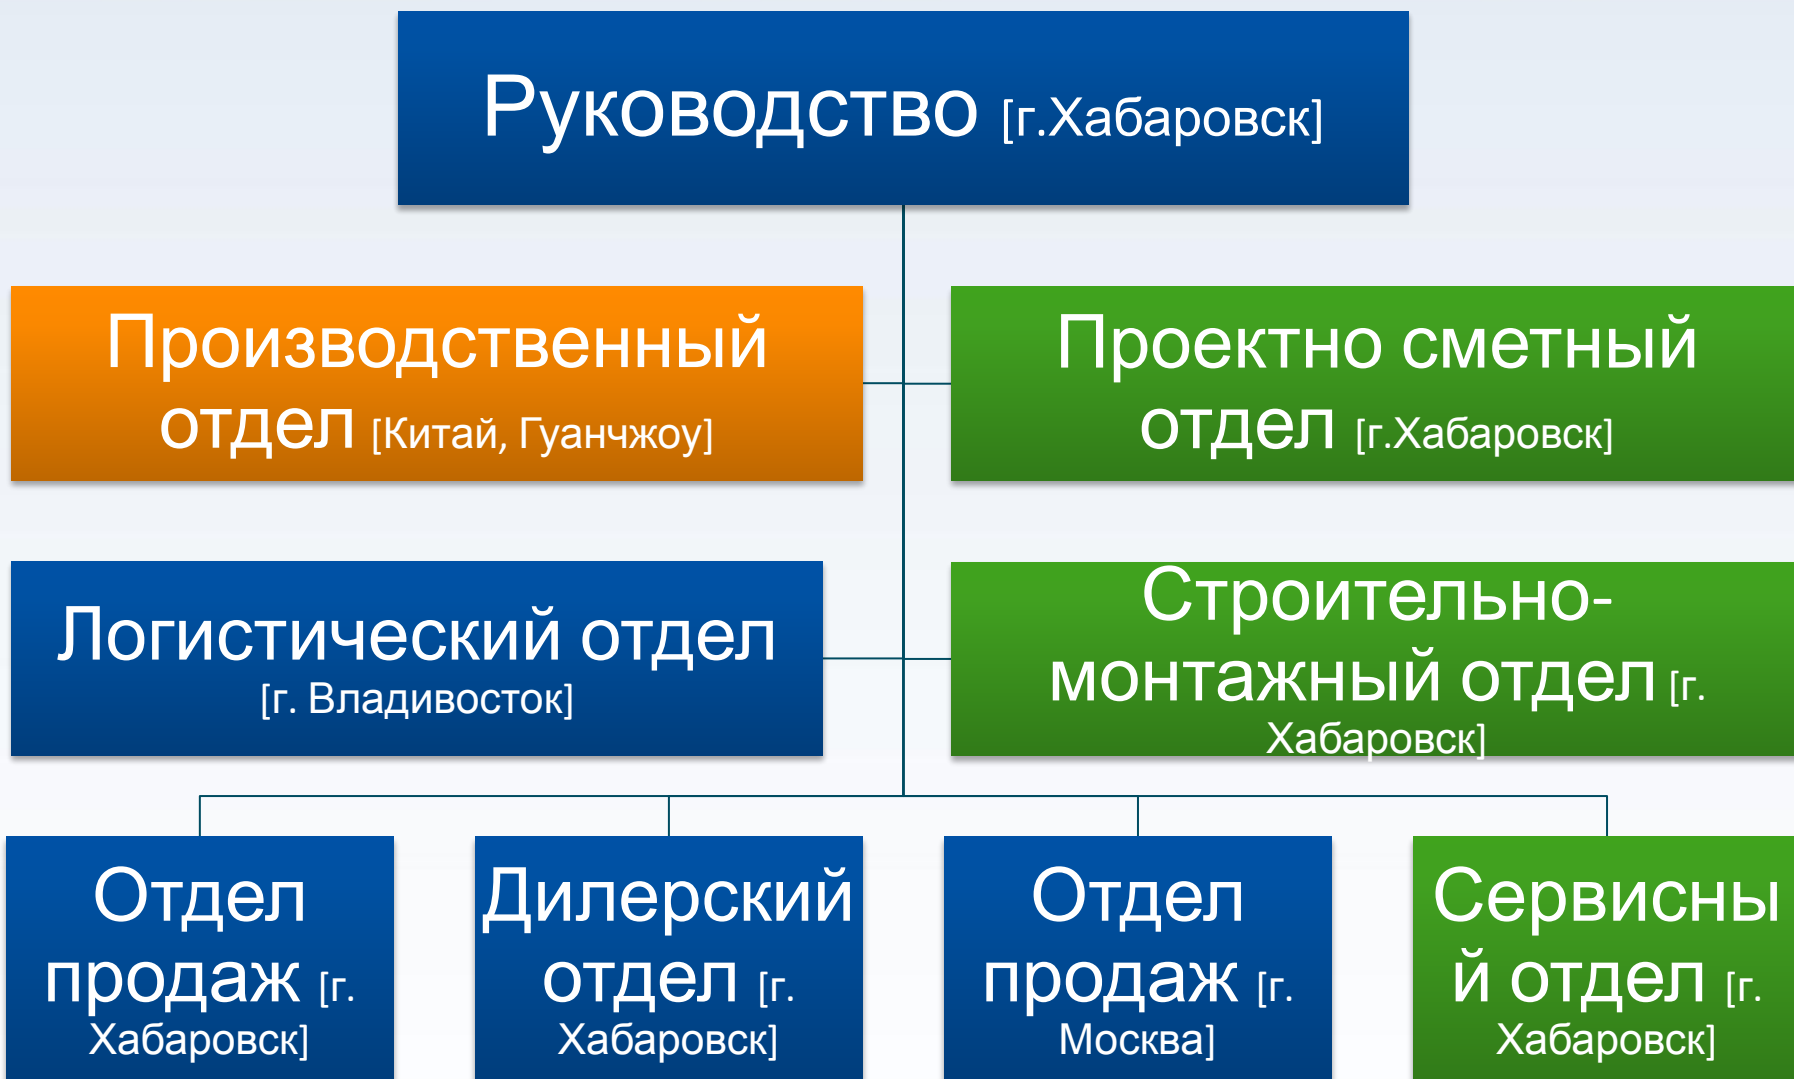 Руководство [г.Хабаровск]
Производственный
отдел [Китай, Гуанчжоу]
Проектно сметный
отдел [г.Хабаровск]
Логистический отдел
[г. Владивосток]
Строительно-
монтажный отдел [г.
Хабаровск]
Отдел
продаж [г.
Хабаровск]
Дилерский
отдел [г.
Хабаровск]
Отдел
продаж [г.
Москва]
Сервисны
й отдел [г.
Хабаровск]